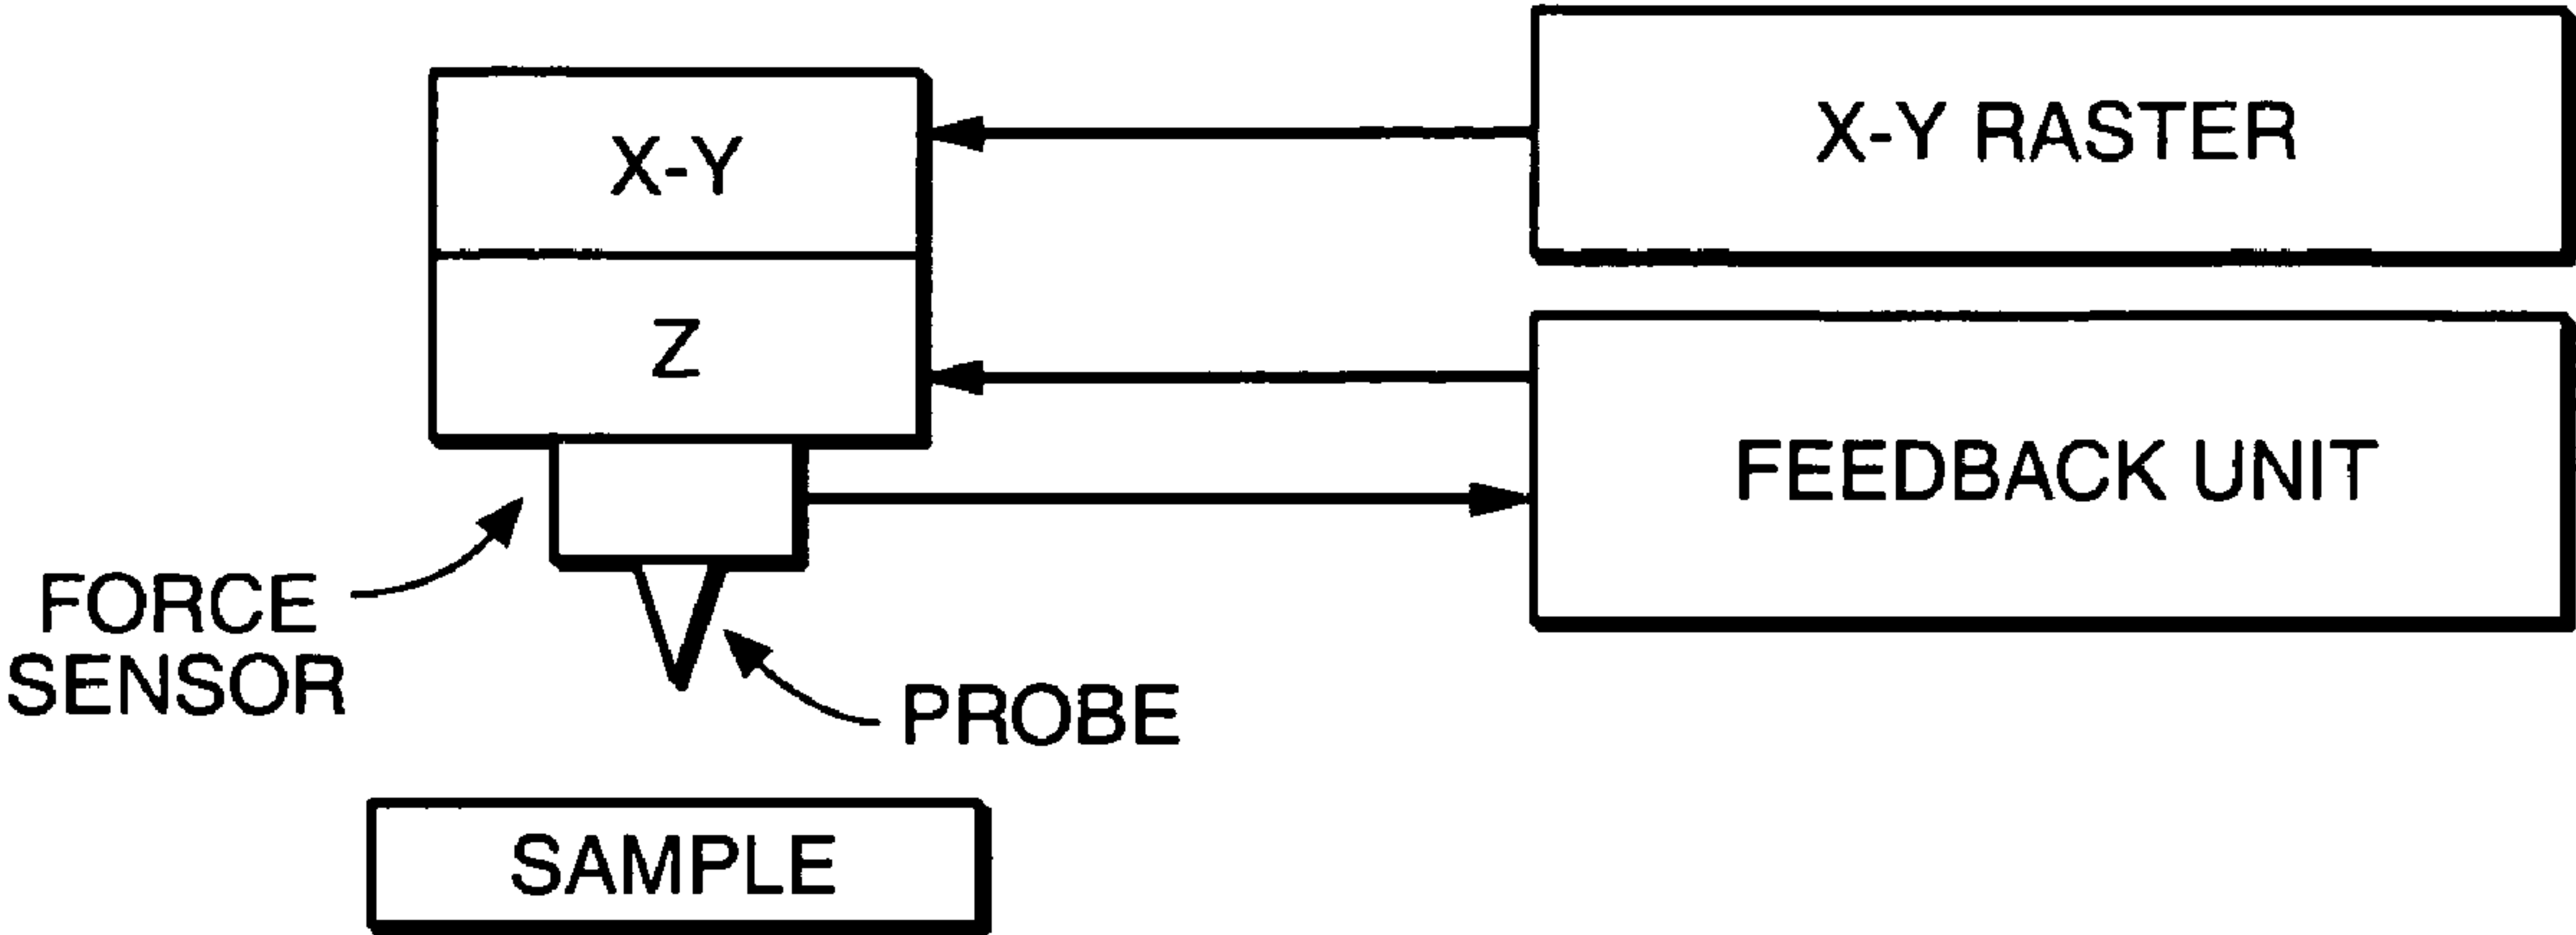 X-Y
X-Y RASTER
Z
FEEDBACK UNIT
FORCE
SENSOR
PROBE
SAMPLE